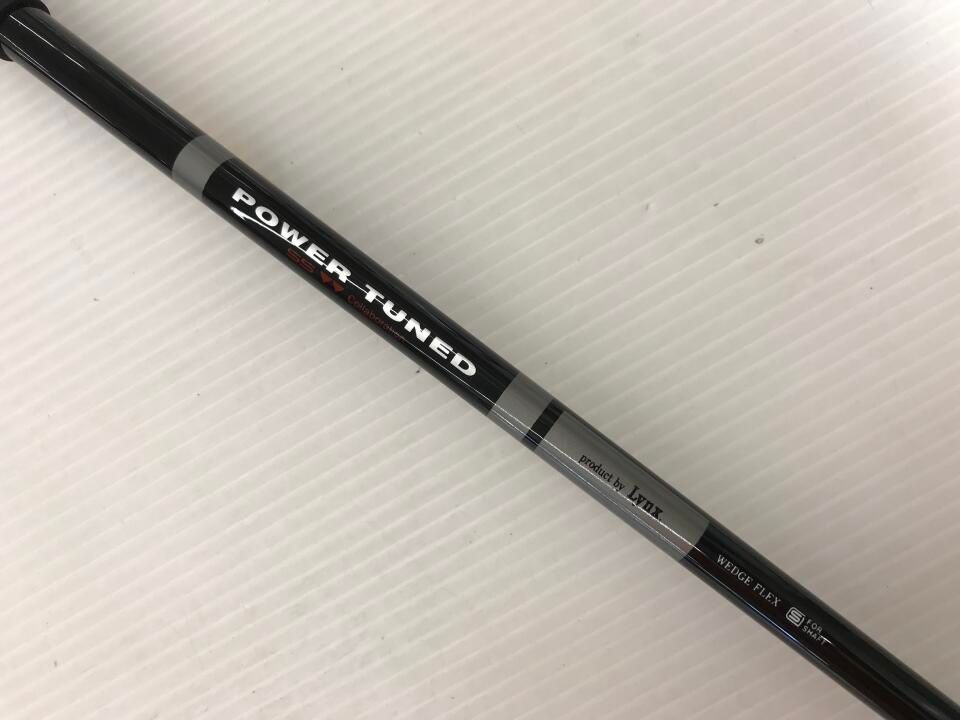 POWER TUNED
SS Collaboration
product by Lynx
WEDGE FLEX
S FOR
SHAFT